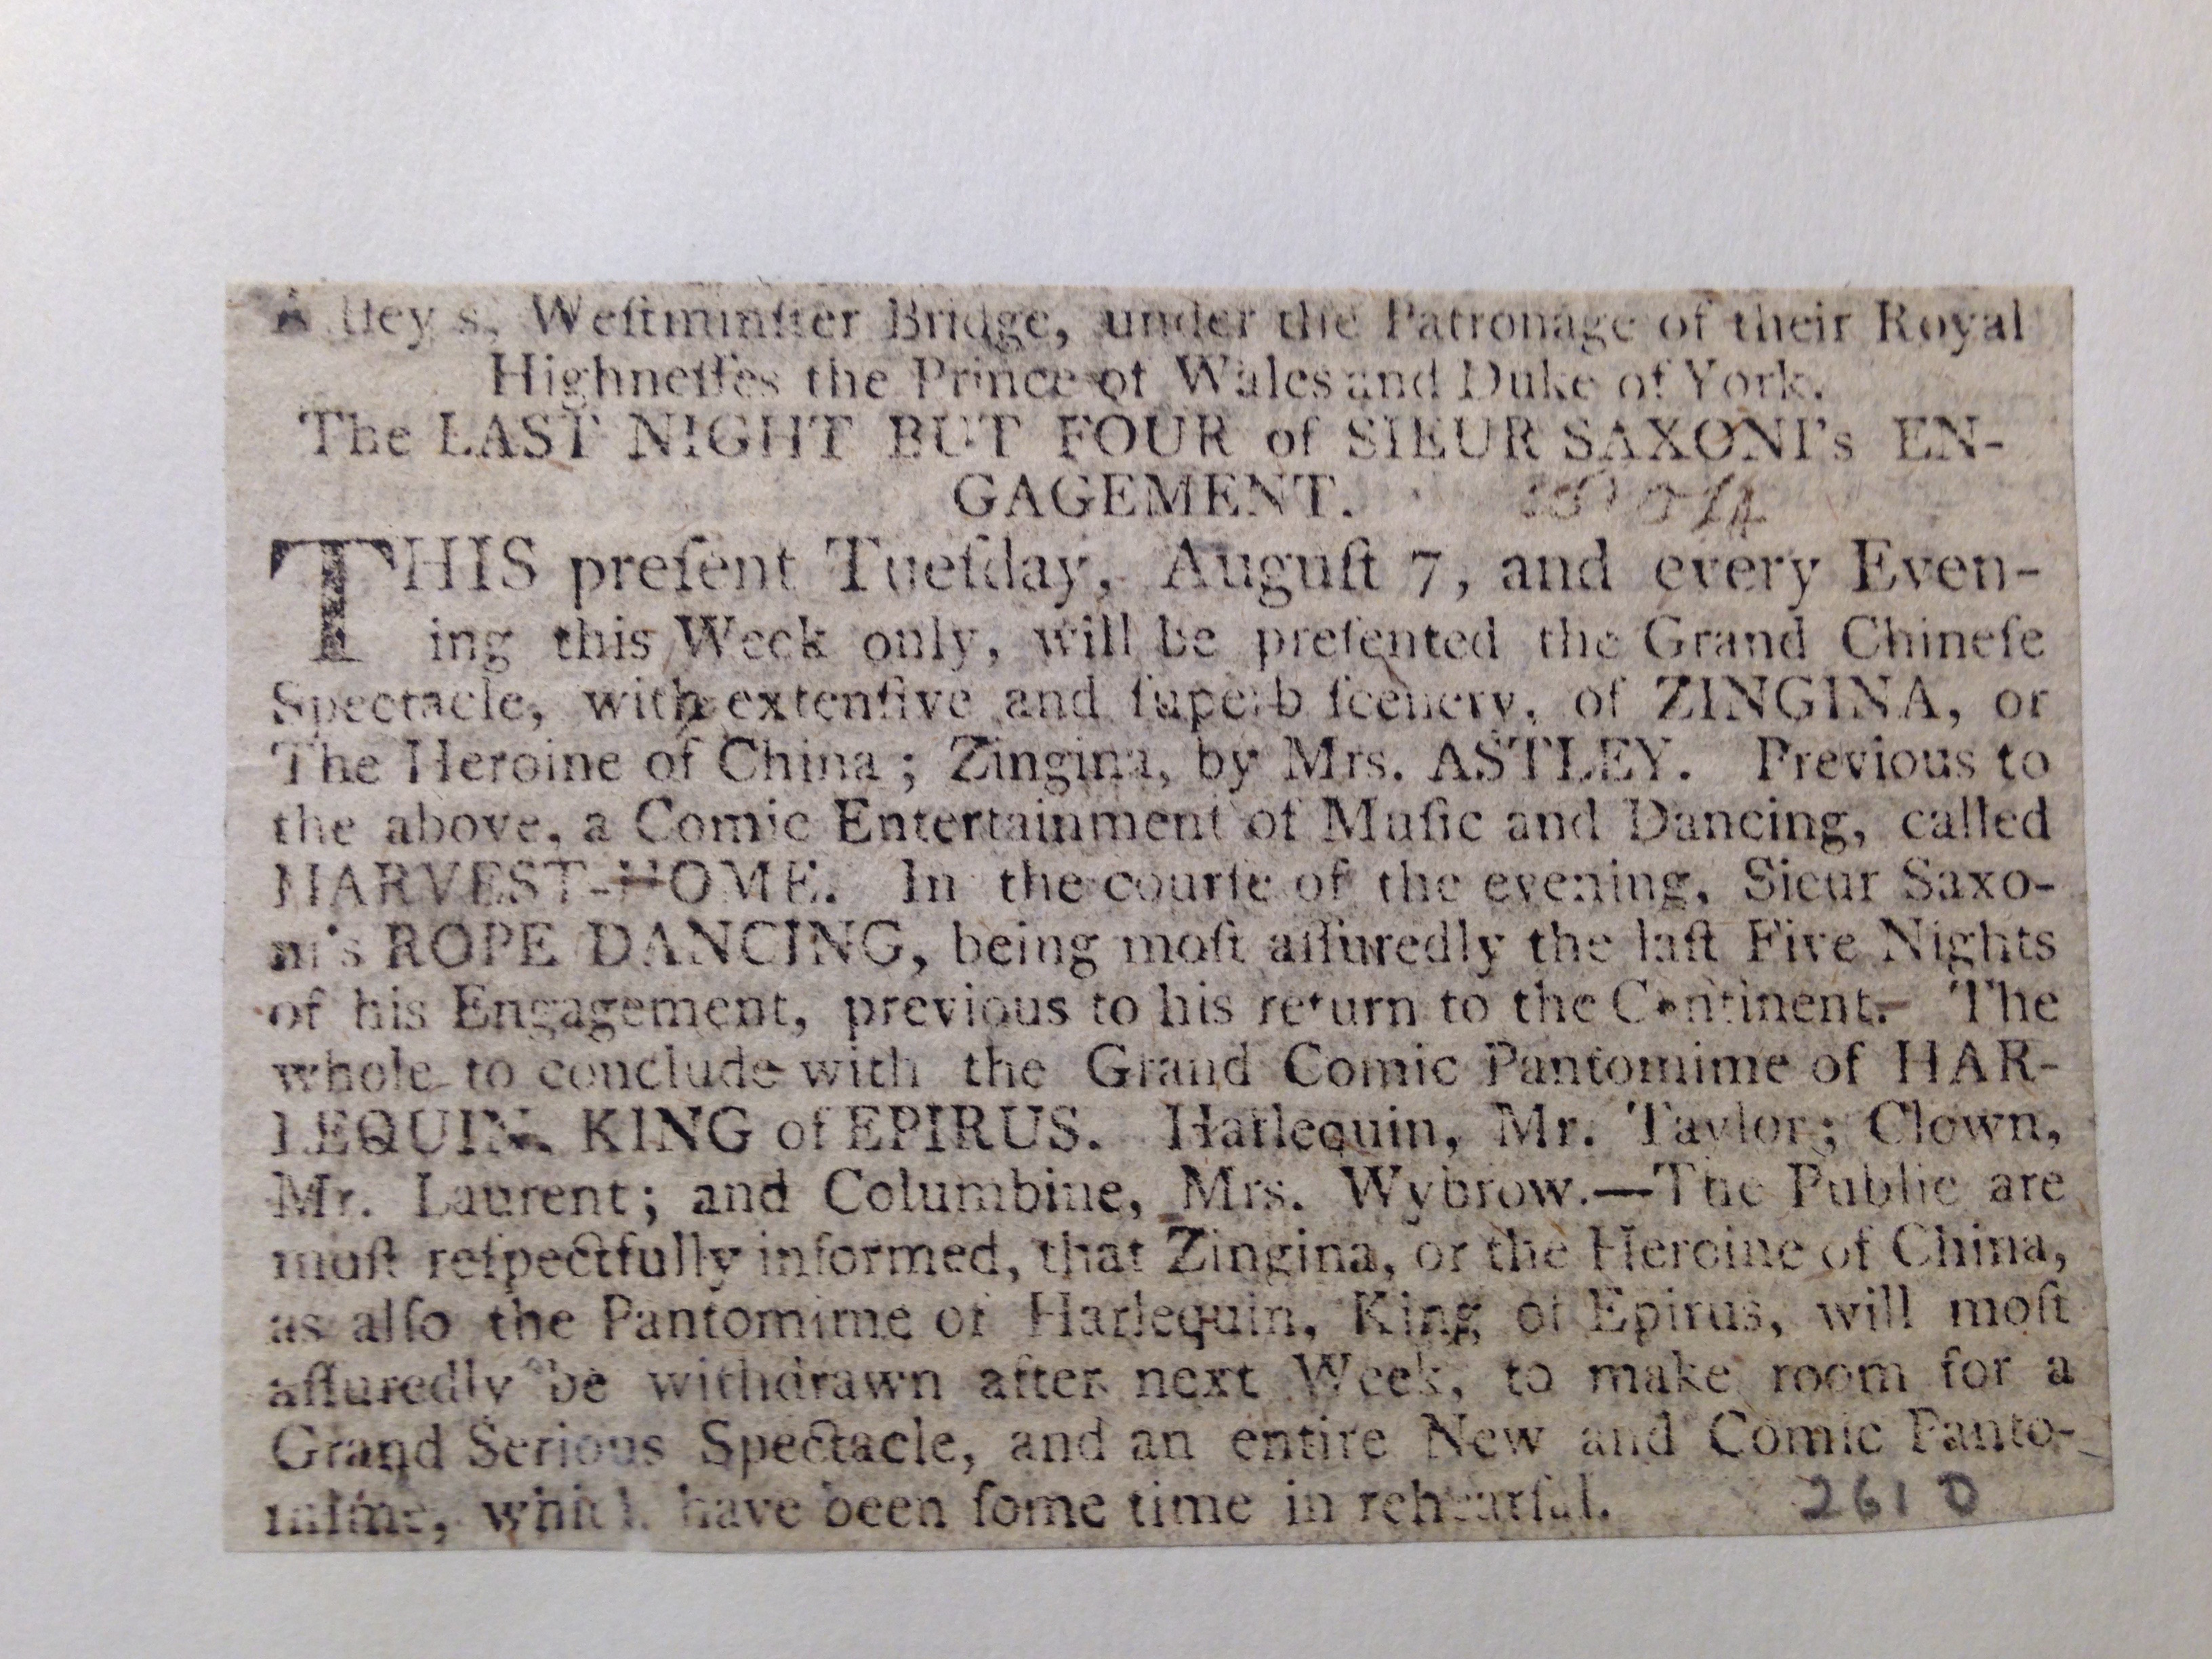 Aſtley's, Weſtminſter Bridge, under the Patronage of their Royal
Highneſſes the Prince of Wales and Duke of York.
The LAST NIGHT BUT FOUR of SIEUR SAXONI's EN-
GAGEMENT.
THIS preſent Tueſday, Auguſt 7, and every Even-
ing this Week only, will be preſented the Grand Chineſe
Spectacle, with extenſive and ſuperb ſcenery, of ZINGINA, or
The Heroine of China; Zingina, by Mrs. ASTLEY. Previous to
the above, a Comic Entertainment of Muſic and Dancing, called
HARVEST-HOME. In the courſe of the evening, Sieur Saxo-
ni's ROPE DANCING, being moſt aſſuredly the laſt Five Nights
of his Engagement, previous to his return to the Continent. The
whole to conclude with the Grand Comic Pantomime of HAR-
LEQUIN, KING of EPIRUS. Harlequin, Mr. Taylor; Clown,
Mr. Laurent; and Columbine, Mrs. Wybrow.—The Public are
moſt reſpectfully informed, that Zingina, or the Heroine of China,
as alſo the Pantomime of Harlequin, King of Epirus, will moſt
aſſuredly be withdrawn after next Week, to make room for a
Grand Serious Spectacle, and an entire New and Comic Panto-
mime, which have been ſome time in rehearſal. 261 D